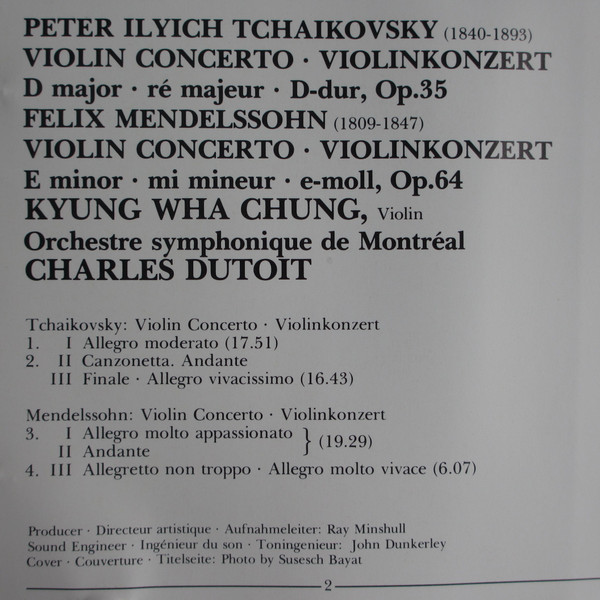 PETER ILYICH TCHAIKOVSKY (1840-1893)
VIOLIN CONCERTO · VIOLINKONZERT
D major · ré majeur · D-dur, Op.35
FELIX MENDELSSOHN (1809-1847)
VIOLIN CONCERTO · VIOLINKONZERT
E minor · mi mineur · e-moll, Op.64
KYUNG WHA CHUNG, Violin
Orchestre symphonique de Montréal
CHARLES DUTOIT
Tchaikovsky: Violin Concerto · Violinkonzert
1. I Allegro moderato (17.51)
2. II Canzonetta. Andante
III Finale · Allegro vivacissimo (16.43)
Mendelssohn: Violin Concerto · Violinkonzert
3. I Allegro molto appassionato } (19.29)
II Andante
4. III Allegretto non troppo · Allegro molto vivace (6.07)
Producer · Directeur artistique · Aufnahmeleiter: Ray Minshull
Sound Engineer · Ingénieur du son · Toningenieur: John Dunkerley
Cover · Couverture · Titelseite: Photo by Susesch Bayat
2